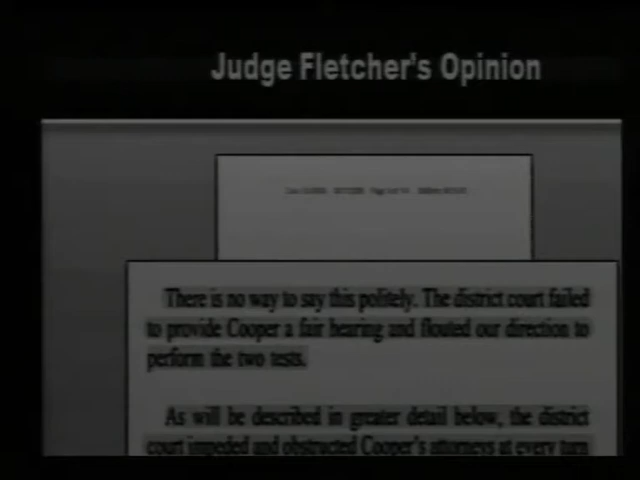 Judge Fletcher's Opinion
There is no way to say this politely. The district court failed
to provide Cooper a fair hearing and flouted our direction to
perform the two tests.
As will be described in greater detail below, the district
court impeded and obstructed Cooper's attorneys at every turn